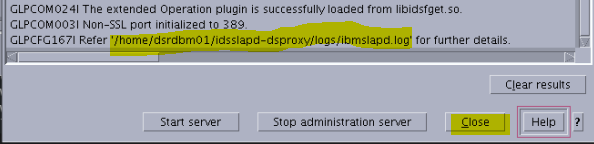 GLPCOM024I The extended Operation plugin is successfully loaded from libidsfget.so.
GLPCOM003I Non-SSL port initialized to 389.
GLPCFG167I Refer '/home/dsrdbm01/idsslapd-dsproxy/logs/ibmslapd.log' for further details.
Clear results
Start server Stop administration server Close Help ?